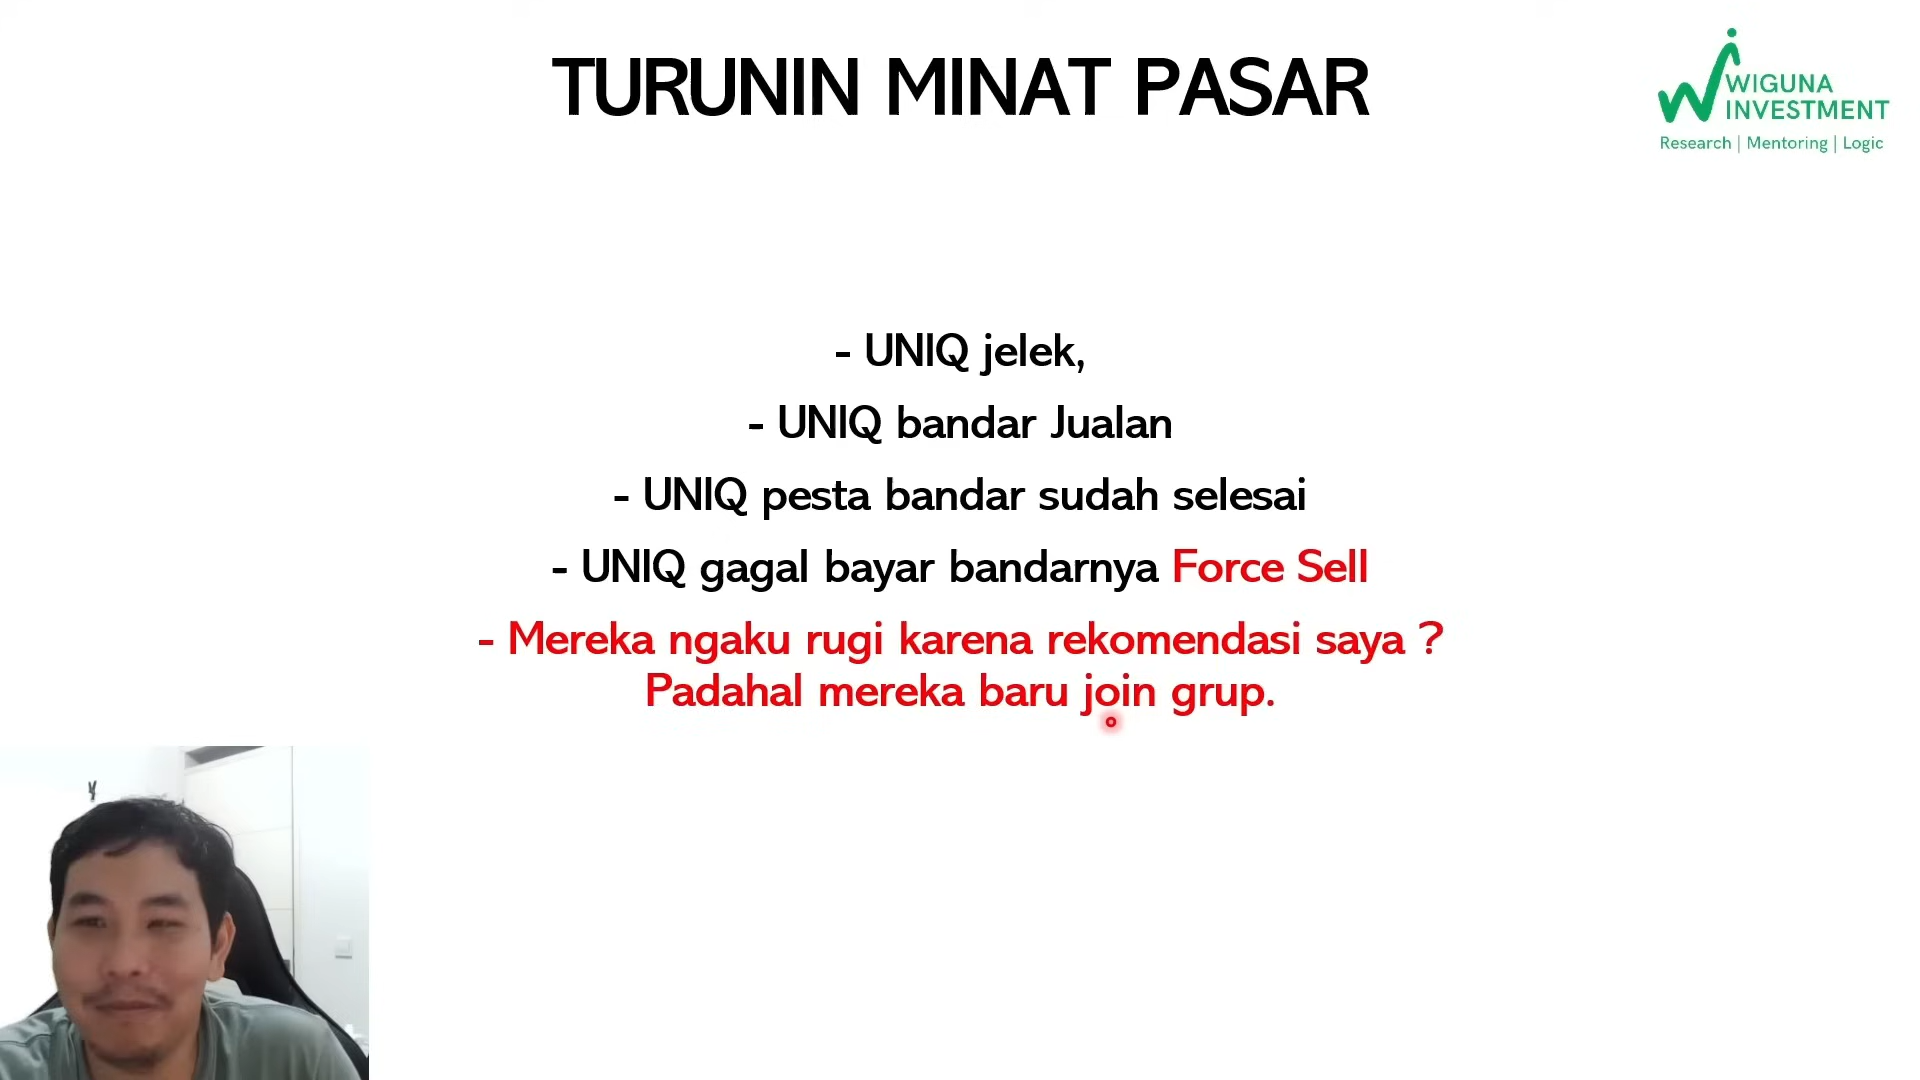 TURUNIN MINAT PASAR
WIGUNA
INVESTMENT
Research | Mentoring | Logic
- UNIQ jelek,
- UNIQ bandar Jualan
- UNIQ pesta bandar sudah selesai
- UNIQ gagal bayar bandarnya Force Sell
- Mereka ngaku rugi karena rekomendasi saya ?
Padahal mereka baru join grup.